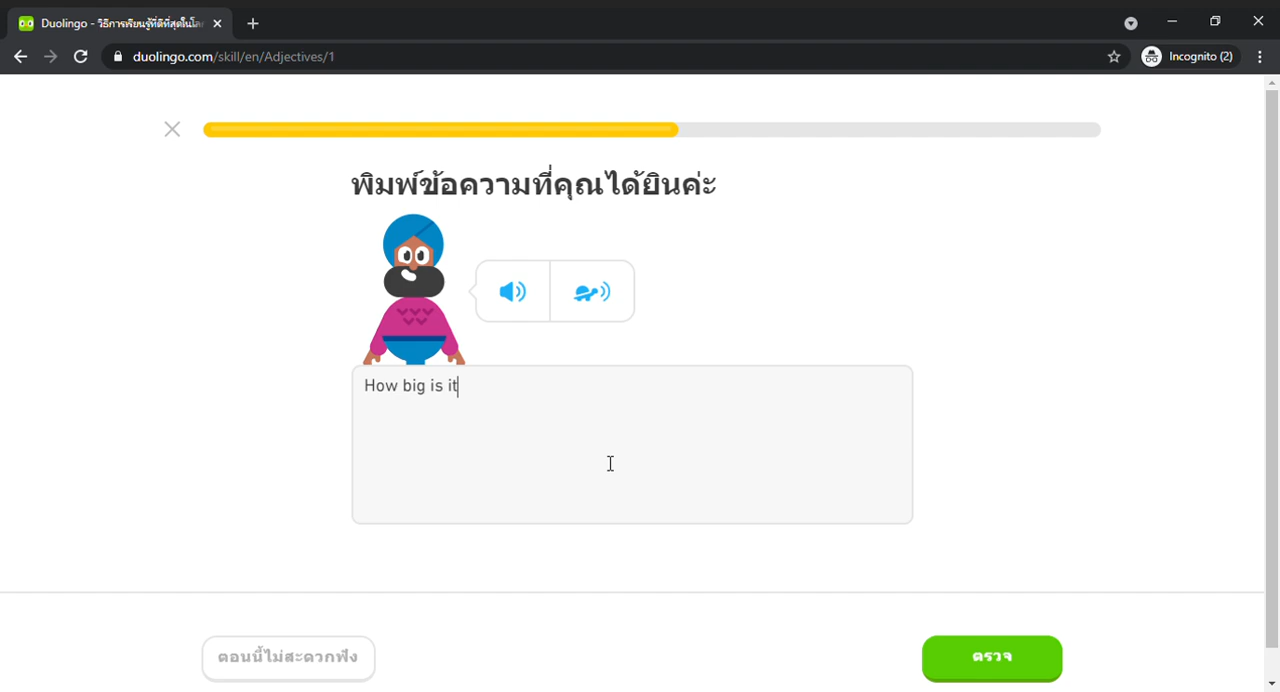 Duolingo - วิธีการเรียนรู้ที่ดีที่สุดในโล
duolingo.com/skill/en/Adjectives/1
Incognito (2)
พิมพ์ข้อความที่คุณได้ยินค่ะ
How big is it
ตอนนี้ไม่สะดวกฟัง
ตรวจ